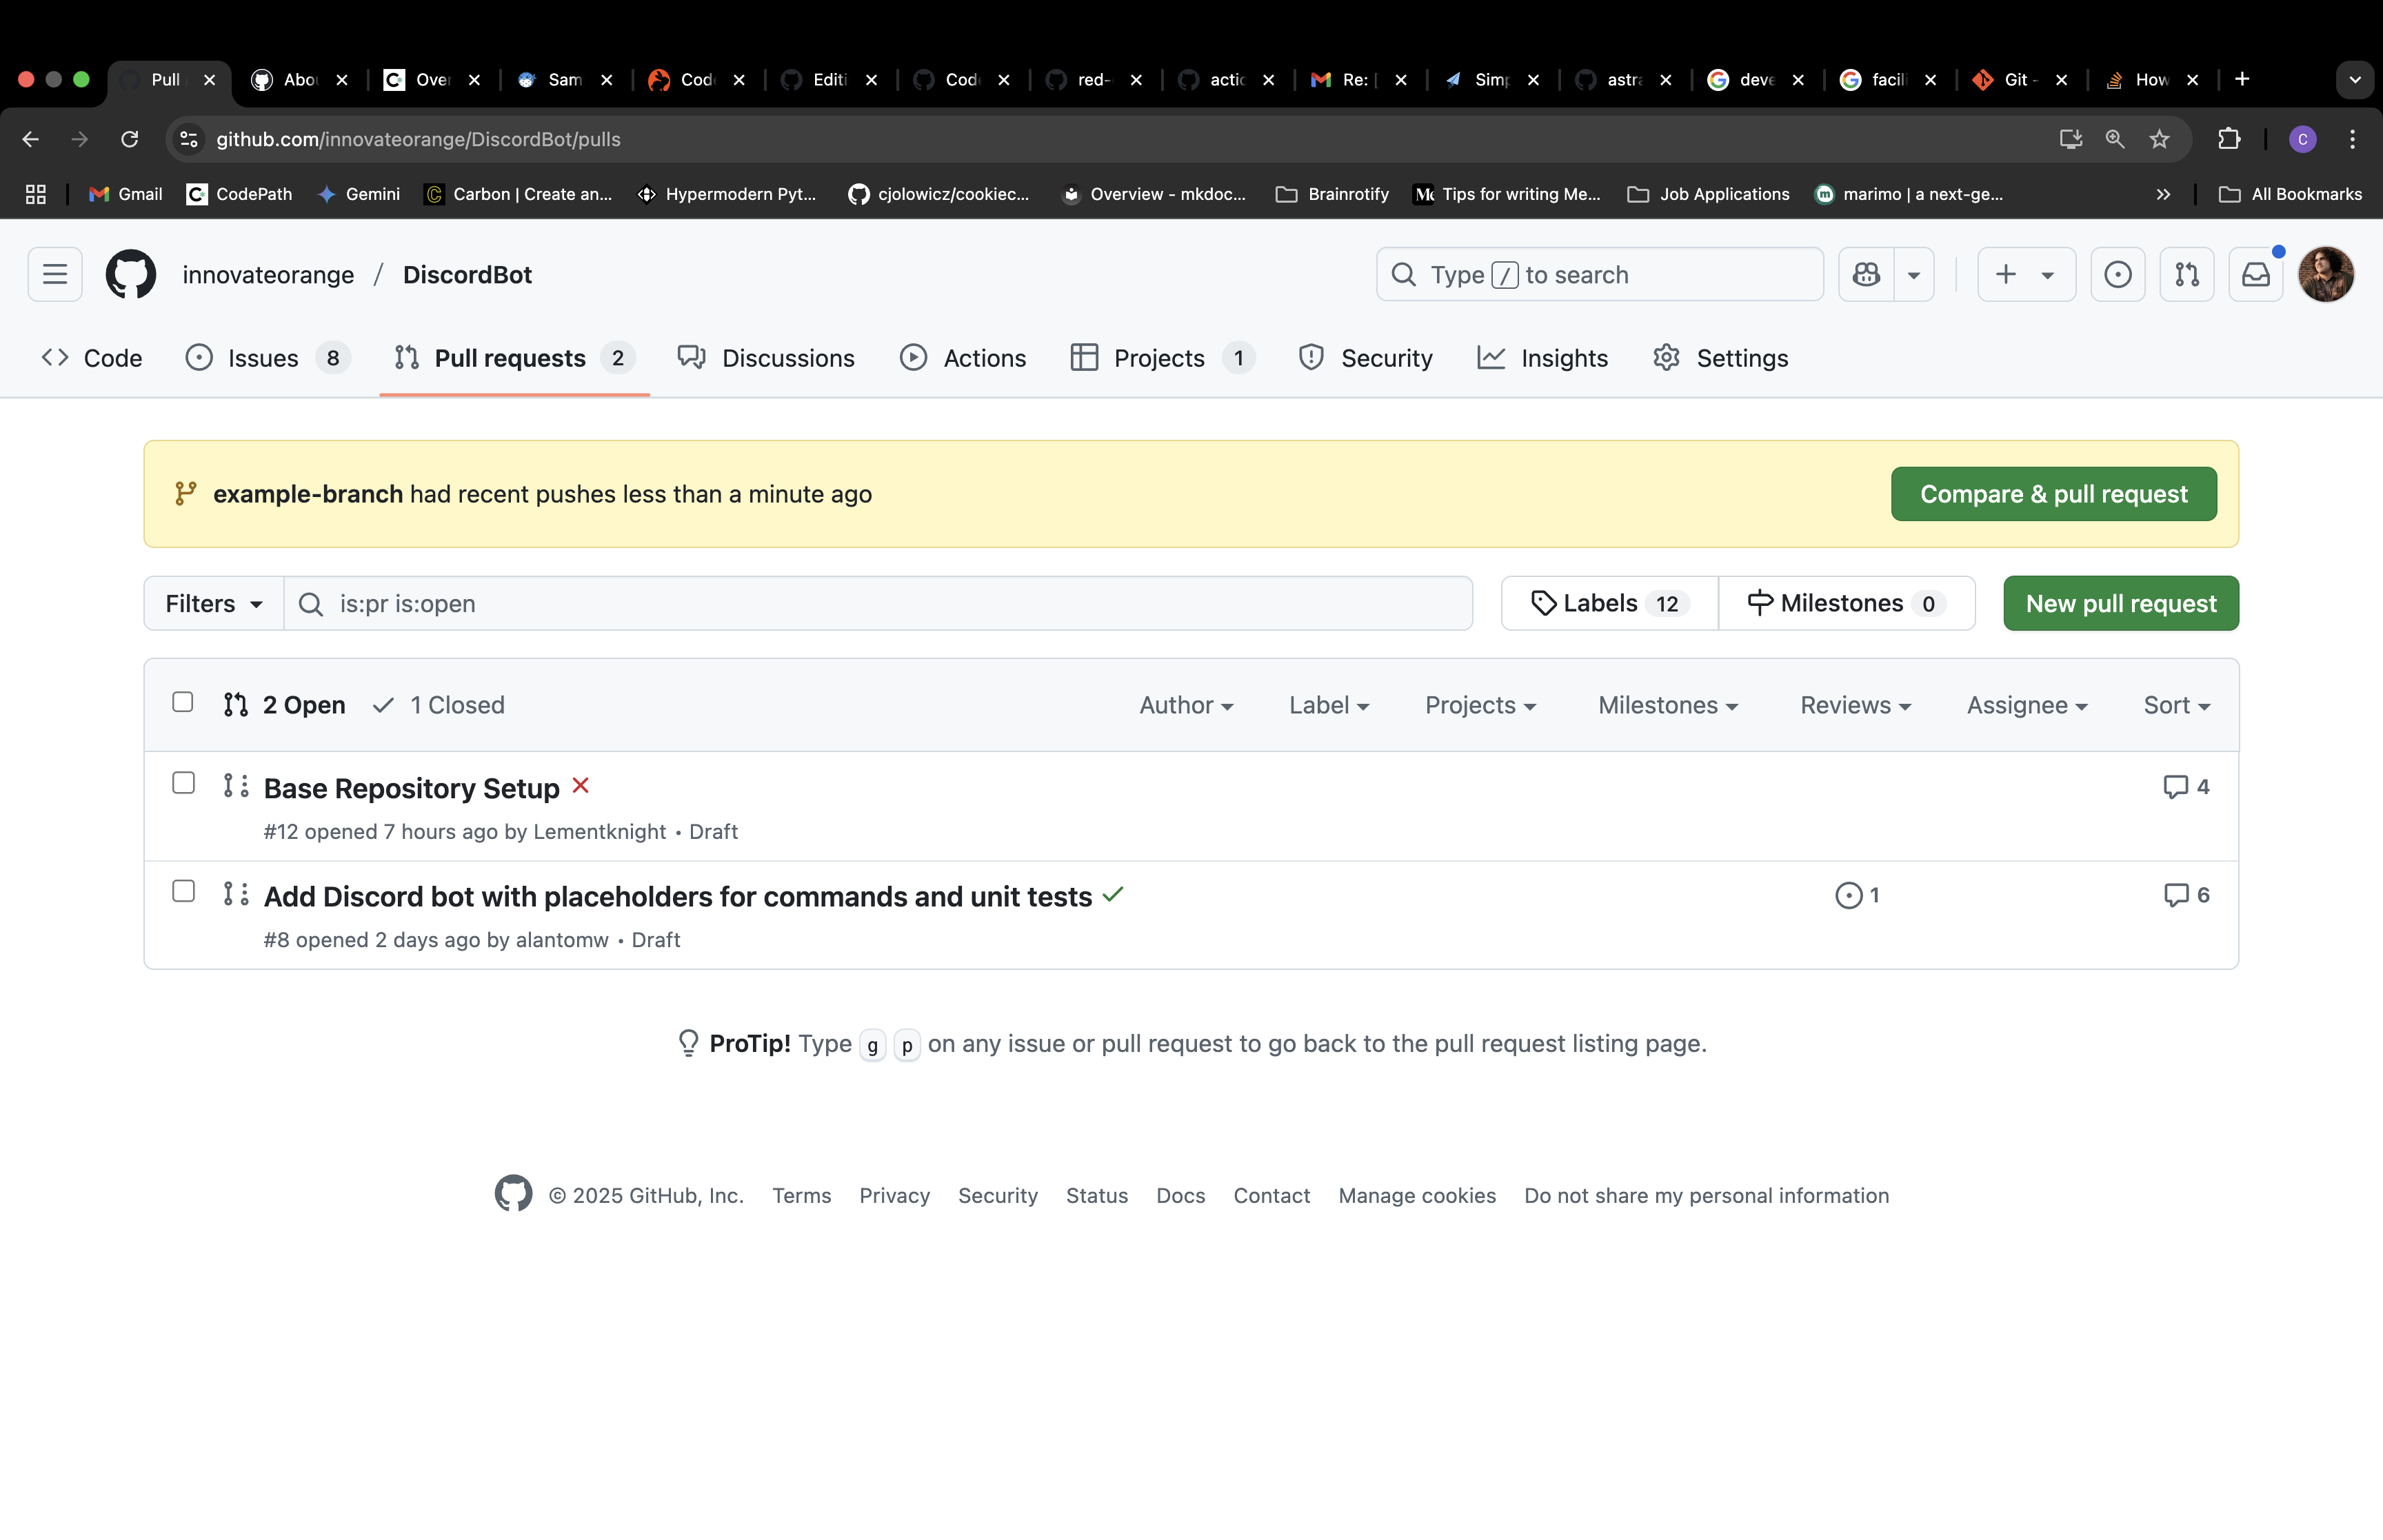 Pull Abou Over Sam Code Editi Code red- actic Re: [ Simp astra deve facili Git - How
github.com/innovateorange/DiscordBot/pulls C
Gmail CodePath Gemini Carbon | Create an... Hypermodern Pyt... cjolowicz/cookiec... Overview - mkdoc... Brainrotify Tips for writing Me... Job Applications marimo | a next-ge... » All Bookmarks
innovateorange / DiscordBot Type / to search
Code Issues 8 Pull requests 2 Discussions Actions Projects 1 Security Insights Settings
example-branch had recent pushes less than a minute ago Compare & pull request
Filters is:pr is:open Labels 12 Milestones 0 New pull request
2 Open 1 Closed Author Label Projects Milestones Reviews Assignee Sort
Base Repository Setup 4
#12 opened 7 hours ago by Lementknight • Draft
Add Discord bot with placeholders for commands and unit tests 1 6
#8 opened 2 days ago by alantomw • Draft
ProTip! Type g p on any issue or pull request to go back to the pull request listing page.
© 2025 GitHub, Inc. Terms Privacy Security Status Docs Contact Manage cookies Do not share my personal information